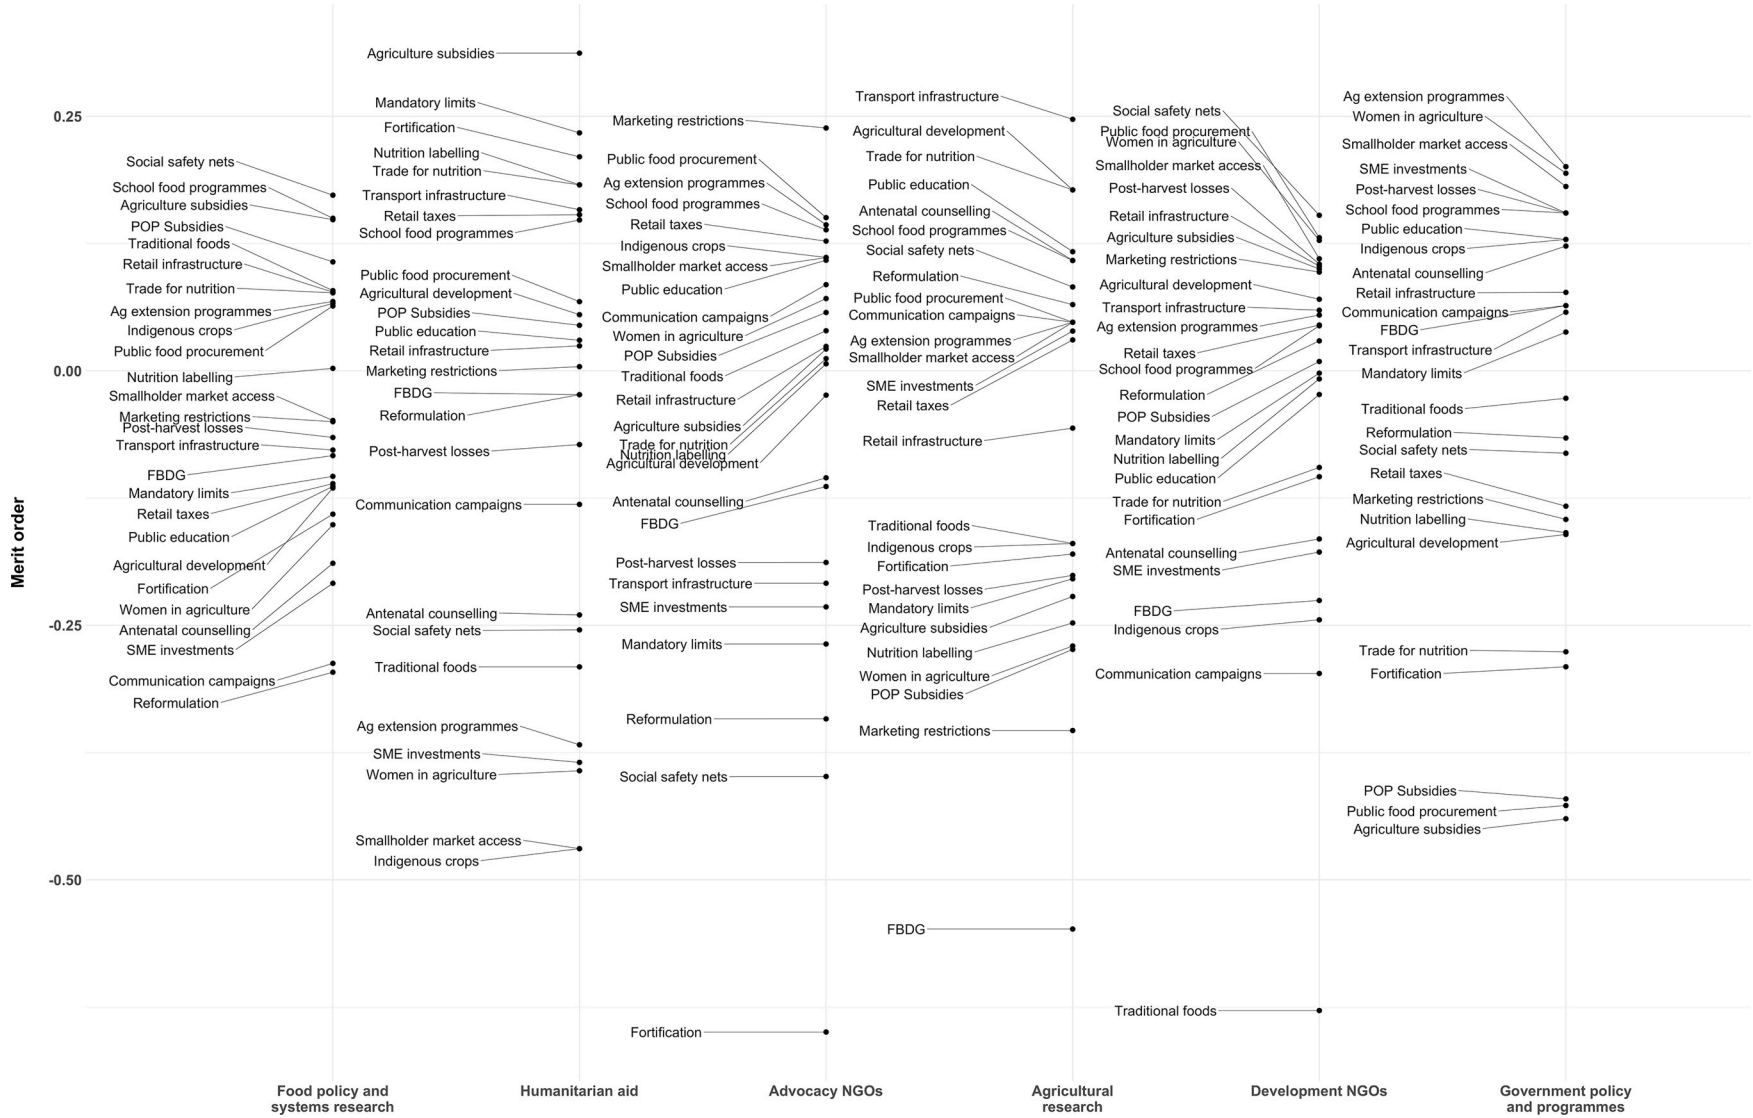 Merit order
0.25
0.00
-0.25
-0.50
Social safety nets
School food programmes
Agriculture subsidies
POP Subsidies
Traditional foods
Retail infrastructure
Trade for nutrition
Ag extension programmes
Indigenous crops
Public food procurement
Nutrition labelling
Smallholder market access
Marketing restrictions
Post-harvest losses
Transport infrastructure
FBDG
Mandatory limits
Retail taxes
Public education
Agricultural development
Fortification
Women in agriculture
Antenatal counselling
SME investments
Communication campaigns
Reformulation
Agriculture subsidies
Mandatory limits
Fortification
Nutrition labelling
Trade for nutrition
Transport infrastructure
Retail taxes
School food programmes
Public food procurement
Agricultural development
POP Subsidies
Public education
Retail infrastructure
Marketing restrictions
FBDG
Reformulation
Post-harvest losses
Communication campaigns
Antenatal counselling
Social safety nets
Traditional foods
Ag extension programmes
SME investments
Women in agriculture
Smallholder market access
Indigenous crops
Marketing restrictions
Public food procurement
Ag extension programmes
School food programmes
Retail taxes
Indigenous crops
Smallholder market access
Public education
Communication campaigns
Women in agriculture
POP Subsidies
Traditional foods
Retail infrastructure
Agriculture subsidies
Trade for nutrition
Nutrition labelling
Agricultural development
Antenatal counselling
FBDG
Post-harvest losses
Transport infrastructure
SME investments
Mandatory limits
Reformulation
Social safety nets
Fortification
Transport infrastructure
Agricultural development
Trade for nutrition
Public education
Antenatal counselling
School food programmes
Social safety nets
Reformulation
Public food procurement
Communication campaigns
Ag extension programmes
Smallholder market access
SME investments
Retail taxes
Retail infrastructure
Traditional foods
Indigenous crops
Fortification
Post-harvest losses
Mandatory limits
Agriculture subsidies
Nutrition labelling
Women in agriculture
POP Subsidies
Marketing restrictions
FBDG
Social safety nets
Public food procurement
Women in agriculture
Smallholder market access
Post-harvest losses
Retail infrastructure
Agriculture subsidies
Marketing restrictions
Agricultural development
Transport infrastructure
Ag extension programmes
Retail taxes
School food programmes
Reformulation
POP Subsidies
Mandatory limits
Nutrition labelling
Public education
Trade for nutrition
Fortification
Antenatal counselling
SME investments
FBDG
Indigenous crops
Communication campaigns
Traditional foods
Ag extension programmes
Women in agriculture
Smallholder market access
SME investments
Post-harvest losses
School food programmes
Public education
Indigenous crops
Antenatal counselling
Retail infrastructure
Communication campaigns
FBDG
Transport infrastructure
Mandatory limits
Traditional foods
Reformulation
Social safety nets
Retail taxes
Marketing restrictions
Nutrition labelling
Agricultural development
Trade for nutrition
Fortification
POP Subsidies
Public food procurement
Agriculture subsidies
Food policy and
systems research
Humanitarian aid
Advocacy NGOs
Agricultural
research
Development NGOs
Government policy
and programmes